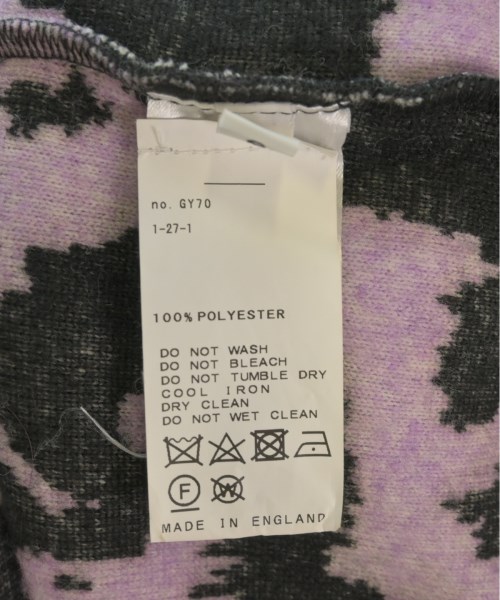 no. GY70
1-27-1
100% POLYESTER
DO NOT WASH
DO NOT BLEACH
DO NOT TUMBLE DRY
COOL IRON
DRY CLEAN
DO NOT WET CLEAN
F W
MADE IN ENGLAND